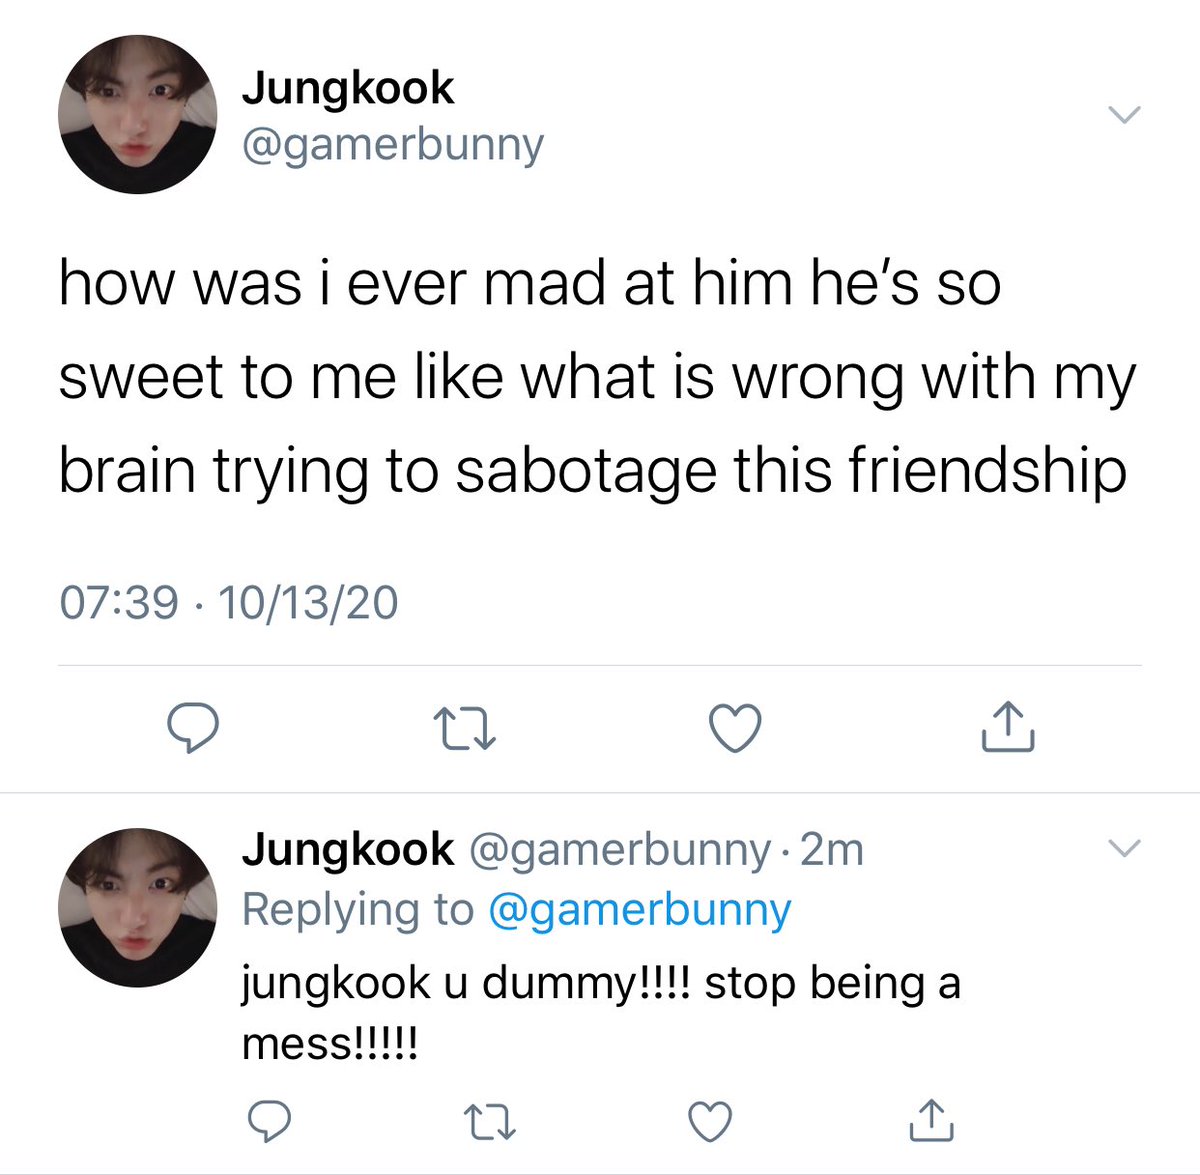 Jungkook
@gamerbunny
how was i ever mad at him he’s so
sweet to me like what is wrong with my
brain trying to sabotage this friendship
07:39 · 10/13/20
Jungkook @gamerbunny · 2m
Replying to @gamerbunny
jungkook u dummy!!!! stop being a
mess!!!!!